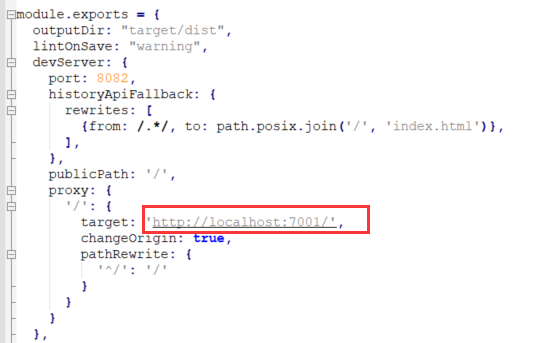 module.exports = {
  outputDir: "target/dist",
  lintOnSave: "warning",
  devServer: {
    port: 8082,
    historyApiFallback: {
      rewrites: [
        {from: /.*/, to: path.posix.join('/', 'index.html')},
      ],
    },
    publicPath: '/',
    proxy: {
      '/': {
        target: 'http://localhost:7001/',
        changeOrigin: true,
        pathRewrite: {
          '^/': '/'
        }
      }
    }
  },